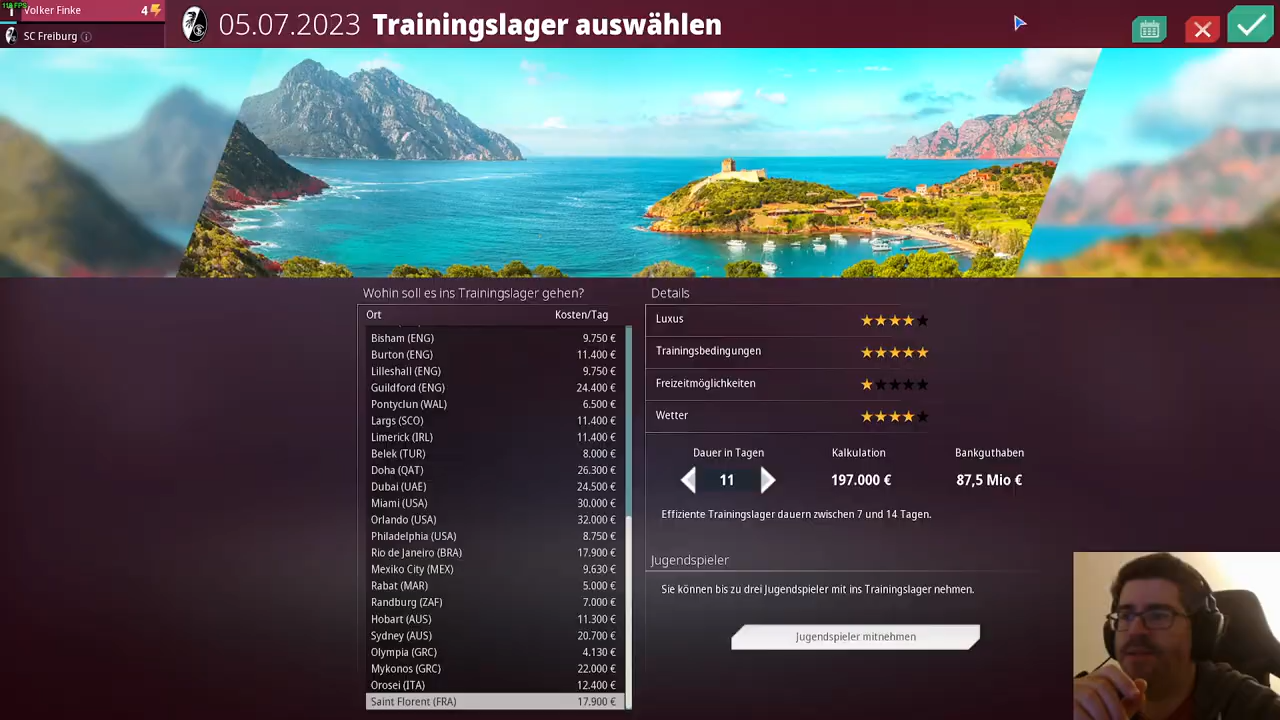 119 FPS
1 Volker Finke 4
SC Freiburg
05.07.2023 Trainingslager auswählen
Wohin soll es ins Trainingslager gehen?
Ort Kosten/Tag
Bisham (ENG) 9.750 €
Burton (ENG) 11.400 €
Lilleshall (ENG) 9.750 €
Guildford (ENG) 24.400 €
Pontyclun (WAL) 6.500 €
Largs (SCO) 11.400 €
Limerick (IRL) 11.400 €
Belek (TUR) 8.000 €
Doha (QAT) 26.300 €
Dubai (UAE) 24.500 €
Miami (USA) 30.000 €
Orlando (USA) 32.000 €
Philadelphia (USA) 8.750 €
Rio de Janeiro (BRA) 17.900 €
Mexiko City (MEX) 9.630 €
Rabat (MAR) 5.000 €
Randburg (ZAF) 7.000 €
Hobart (AUS) 11.300 €
Sydney (AUS) 20.700 €
Olympia (GRC) 4.130 €
Mykonos (GRC) 22.000 €
Orosei (ITA) 12.400 €
Saint Florent (FRA) 17.900 €
Details
Luxus
Trainingsbedingungen
Freizeitmöglichkeiten
Wetter
Dauer in Tagen Kalkulation Bankguthaben
11 197.000 € 87,5 Mio €
Effiziente Trainingslager dauern zwischen 7 und 14 Tagen.
Jugendspieler
Sie können bis zu drei Jugendspieler mit ins Trainingslager nehmen.
Jugendspieler mitnehmen